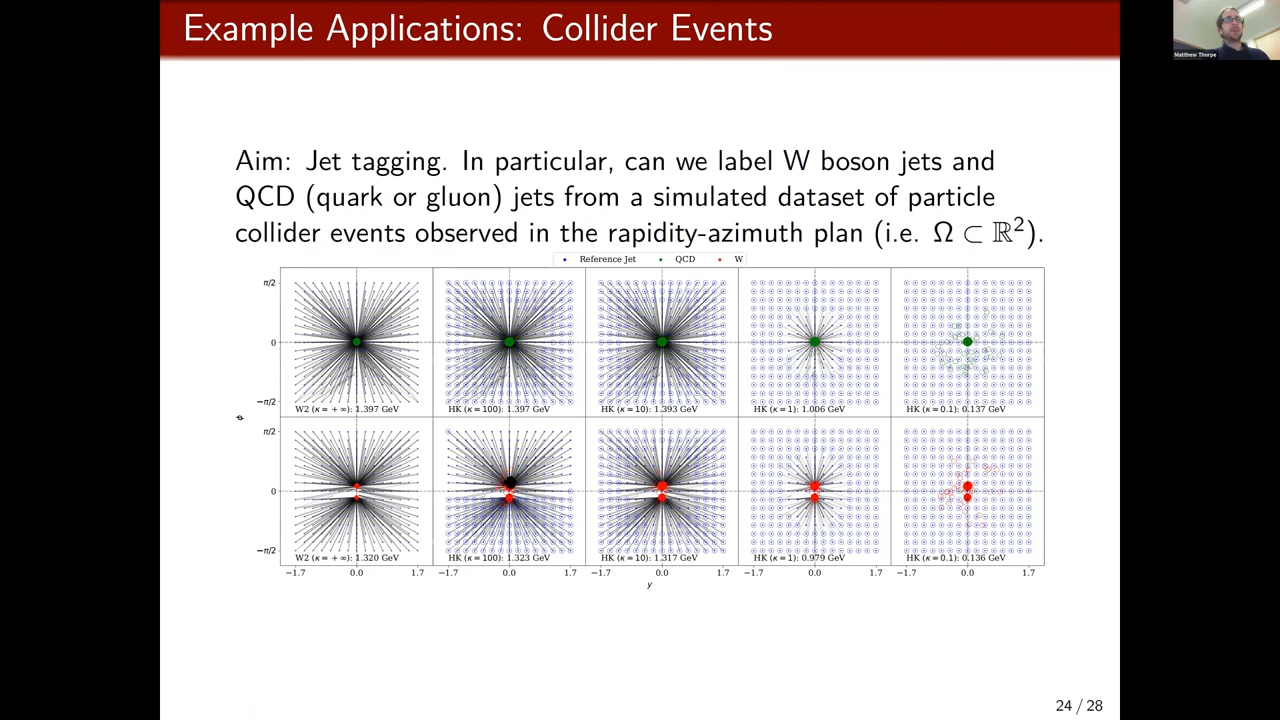 Example Applications: Collider Events
Matthew Thorpe
Aim: Jet tagging. In particular, can we label W boson jets and
QCD (quark or gluon) jets from a simulated dataset of particle
collider events observed in the rapidity-azimuth plan (i.e. Ω ⊂ ℝ²).
Reference Jet QCD W
π/2
0
−π/2
W2 (κ = +∞): 1.397 GeV HK (κ = 100): 1.397 GeV HK (κ = 10): 1.393 GeV HK (κ = 1): 1.006 GeV HK (κ = 0.1): 0.137 GeV
ϕ
π/2
0
−π/2
W2 (κ = +∞): 1.320 GeV HK (κ = 100): 1.323 GeV HK (κ = 10): 1.317 GeV HK (κ = 1): 0.979 GeV HK (κ = 0.1): 0.136 GeV
−1.7 0.0 1.7 −1.7 0.0 1.7 −1.7 0.0 1.7 −1.7 0.0 1.7 −1.7 0.0 1.7
y
24 / 28